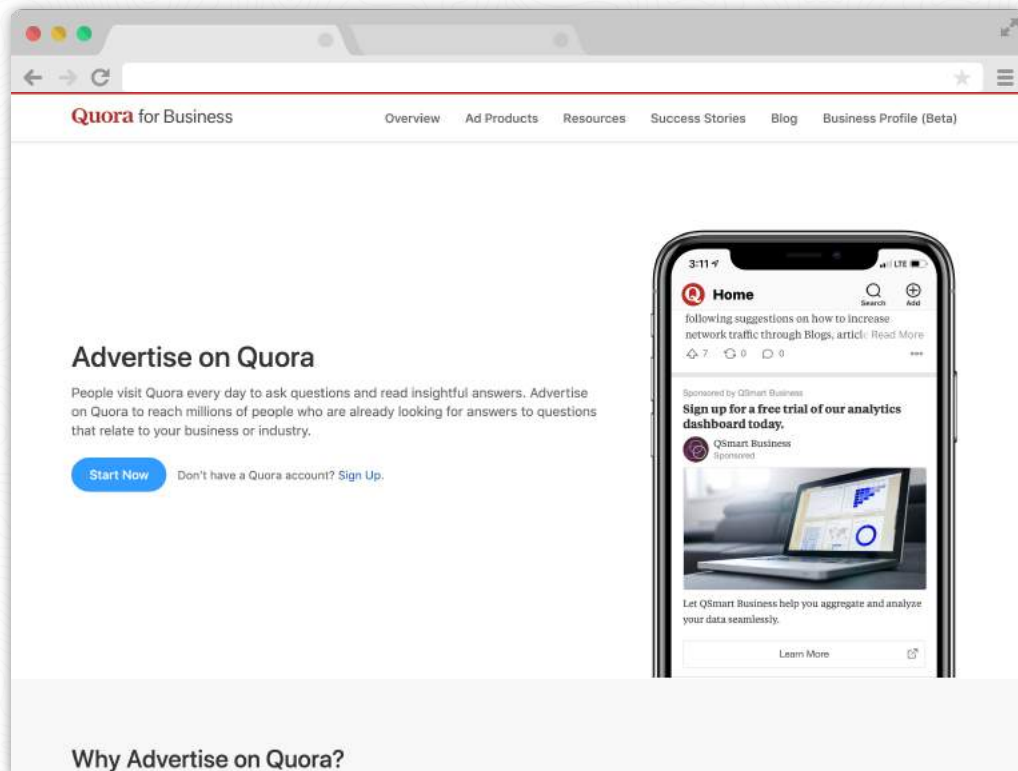 Quora for Business
Overview Ad Products Resources Success Stories Blog Business Profile (Beta)
Advertise on Quora
People visit Quora every day to ask questions and read insightful answers. Advertise
on Quora to reach millions of people who are already looking for answers to questions
that relate to your business or industry.
Start Now Don't have a Quora account? Sign Up.
3:11 LTE
Q Home
Search Add
following suggestions on how to increase
network traffic through Blogs, articl Read More
7 0 0
Sponsored by QSmart Business
Sign up for a free trial of our analytics
dashboard today.
QSmart Business
Sponsored
Let QSmart Business help you aggregate and analyze
your data seamlessly.
Learn More
Why Advertise on Quora?